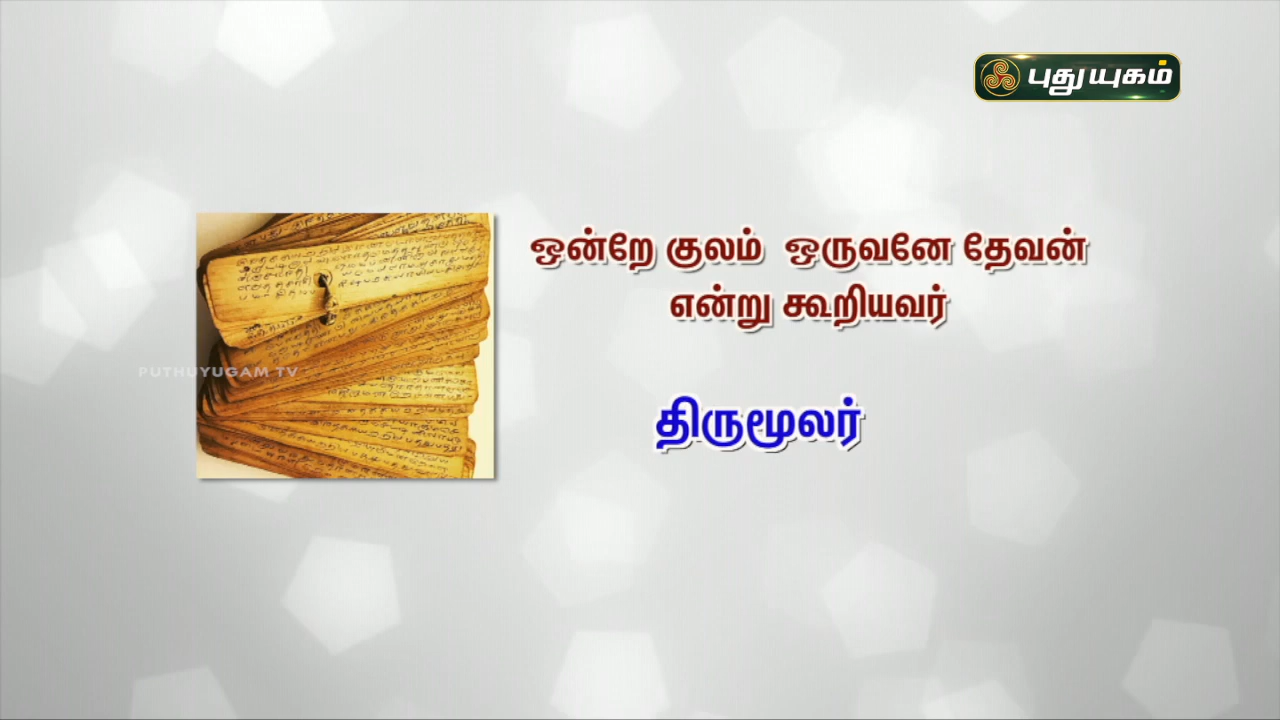 புதுயுகம்
ஒன்றே குலம் ஒருவனே தேவன்
என்று கூறியவர்
PUTHUYUGAM TV
திருமூலர்